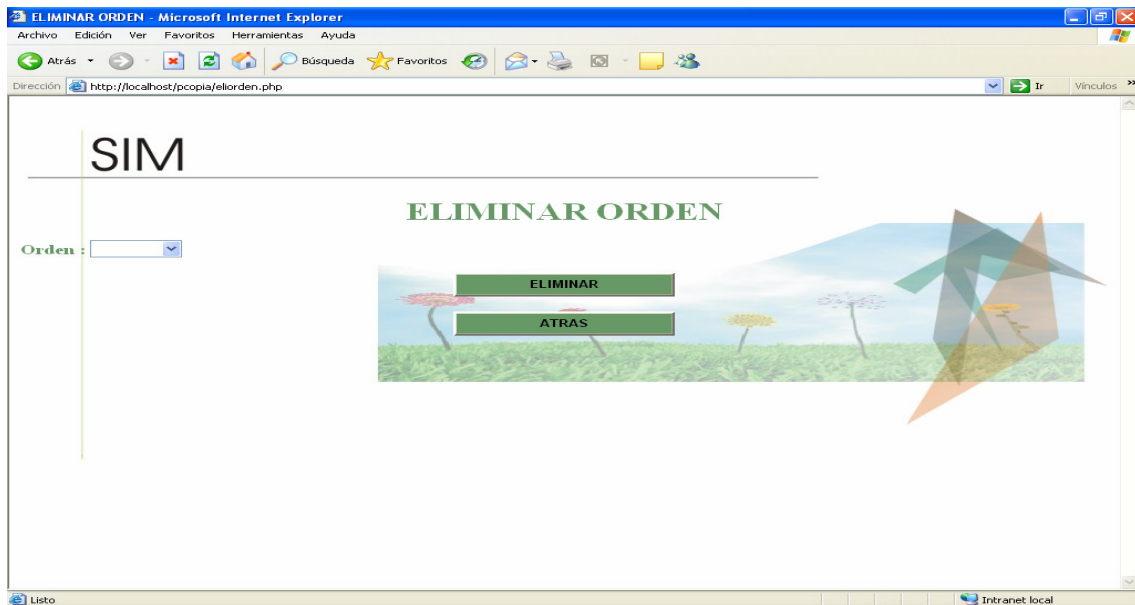 ELIMINAR ORDEN - Microsoft Internet Explorer
Archivo Edición Ver Favoritos Herramientas Ayuda
Atrás Búsqueda Favoritos
Dirección http://localhost/pcopia/eliorden.php Ir Vínculos »
SIM
ELIMINAR ORDEN
Orden :
ELIMINAR
ATRAS
Listo Intranet local